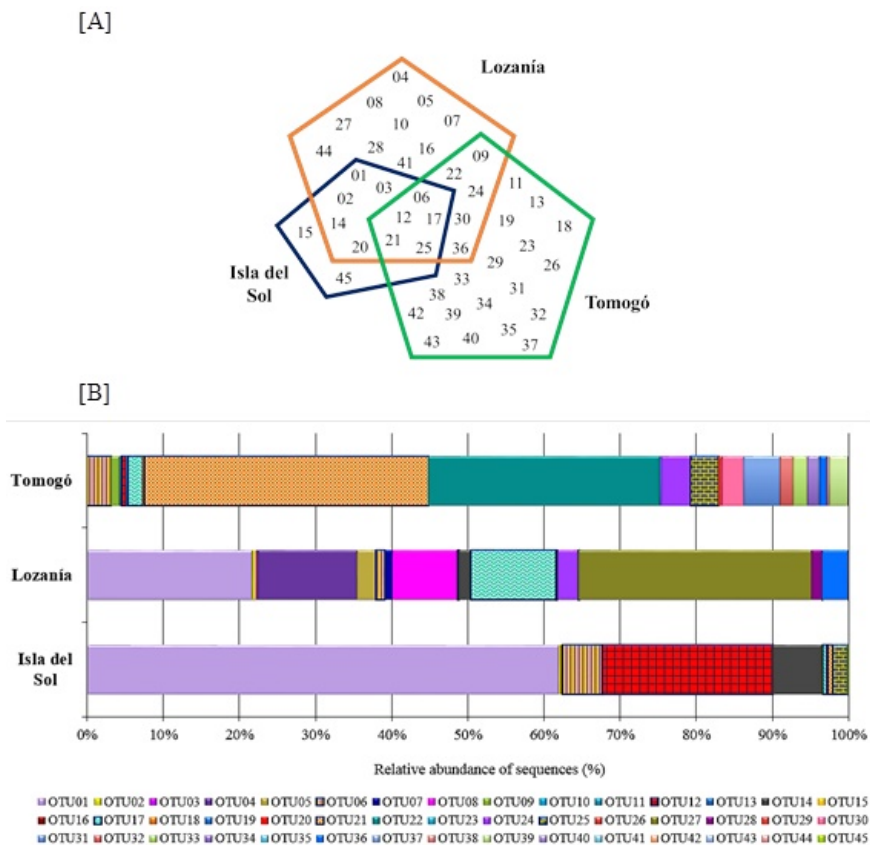 [A]
Lozanía
04
08 05
27 10 07
44 28 16 09
41
01 22 11
02 03 06 24 13
14 12 17 30 19 18
15
20 21 25 36 23
29 26
Isla del
Sol
45 33
38 31
34
42 39 32
Tomogó
35
43 40 37
[B]
Tomogó
Lozanía
Isla del
Sol
0% 10% 20% 30% 40% 50% 60% 70% 80% 90% 100%
Relative abundance of sequences (%)
OTU01 OTU02 OTU03 OTU04 OTU05 OTU06 OTU07 OTU08 OTU09 OTU10 OTU11 OTU12 OTU13 OTU14 OTU15
OTU16 OTU17 OTU18 OTU19 OTU20 OTU21 OTU22 OTU23 OTU24 OTU25 OTU26 OTU27 OTU28 OTU29 OTU30
OTU31 OTU32 OTU33 OTU34 OTU35 OTU36 OTU37 OTU38 OTU39 OTU40 OTU41 OTU42 OTU43 OTU44 OTU45